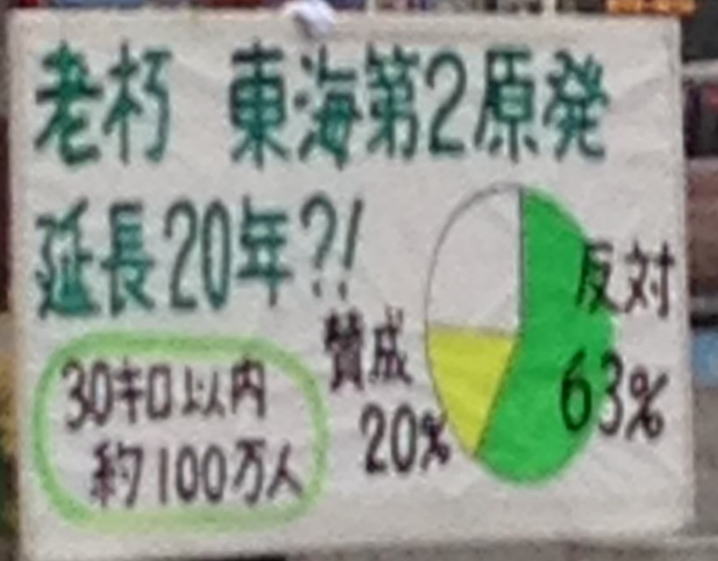 老朽 東海第2原発
延長20年?!
反対
63%
賛成
20%
30キロ以内
約100万人